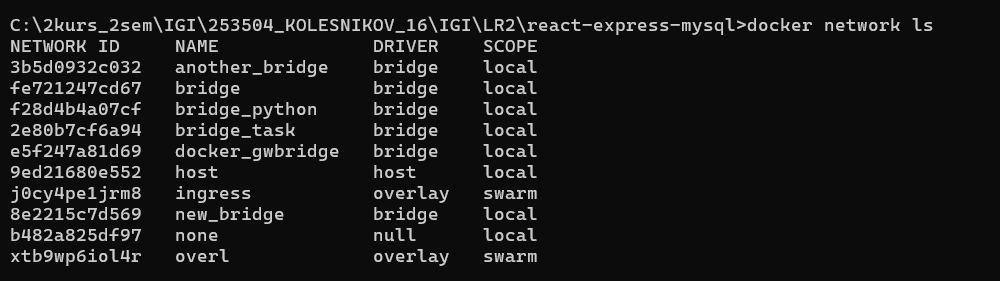 C:\2kurs_2sem\IGI\253504_KOLESNIKOV_16\IGI\LR2\react-express-mysql>docker network ls
NETWORK ID     NAME              DRIVER    SCOPE
3b5d0932c032   another_bridge    bridge    local
fe721247cd67   bridge            bridge    local
f28d4b4a07cf   bridge_python     bridge    local
2e80b7cf6a94   bridge_task       bridge    local
e5f247a81d69   docker_gwbridge   bridge    local
9ed21680e552   host              host      local
j0cy4pe1jrm8   ingress           overlay   swarm
8e2215c7d569   new_bridge        bridge    local
b482a825df97   none              null      local
xtb9wp6iol4r   overl             overlay   swarm